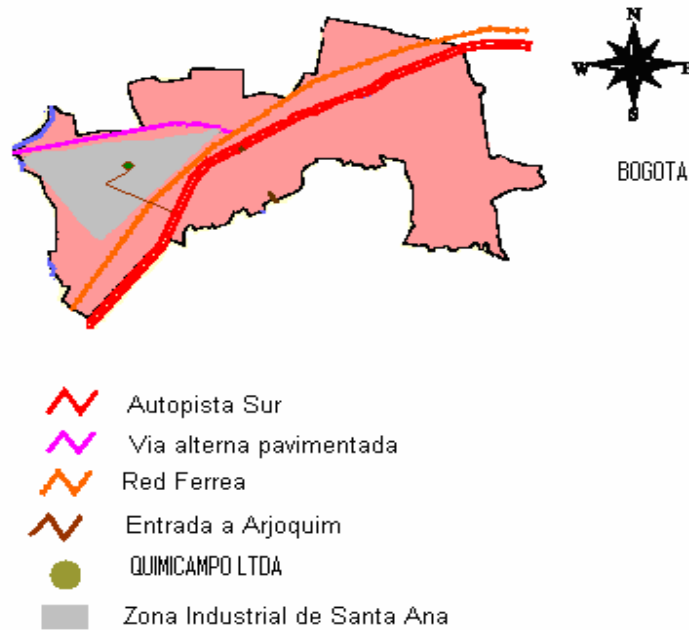 N
W E
S
BOGOTA
Autopista Sur
Via alterna pavimentada
Red Ferrea
Entrada a Arjoquim
QUIMICAMPO LTDA
Zona Industrial de Santa Ana